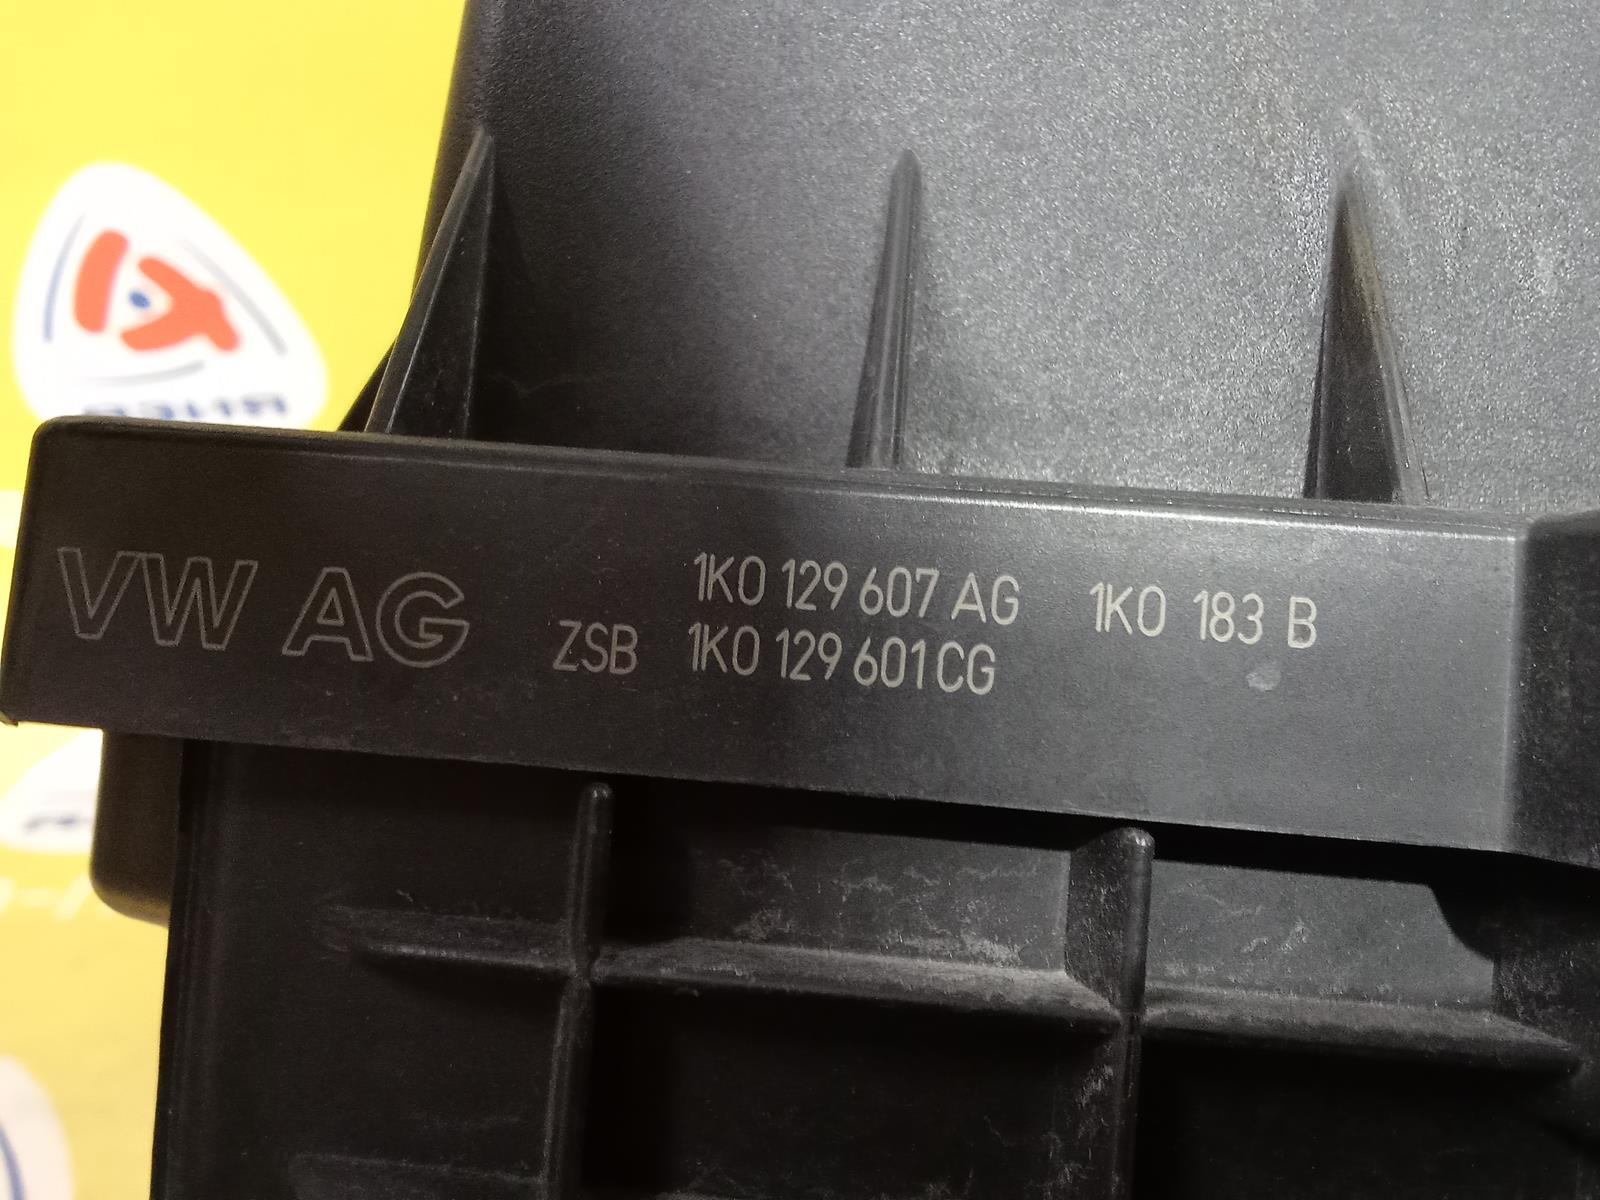 VW AG
1K0 129 607 AG 1K0 183 B
ZSB 1K0 129 601 CG